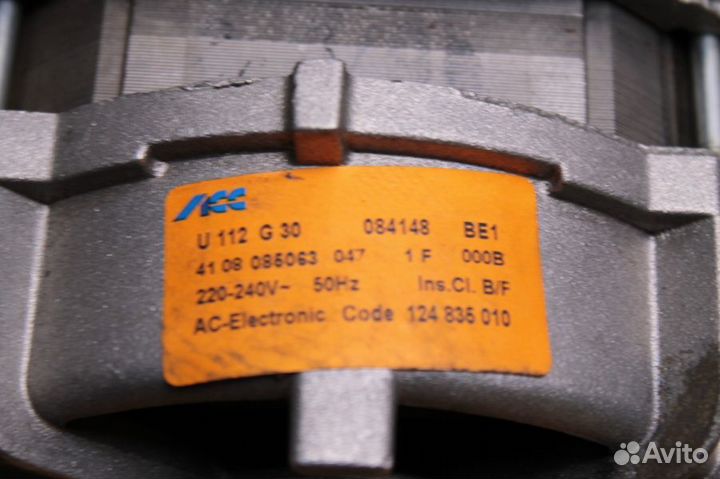 ACC
U 112 G 30 084148 BE1
41 08 085063 047 1 F 000B
220-240V~ 50Hz Ins.Cl. B/F
AC-Electronic Code 124 835 010
Avito